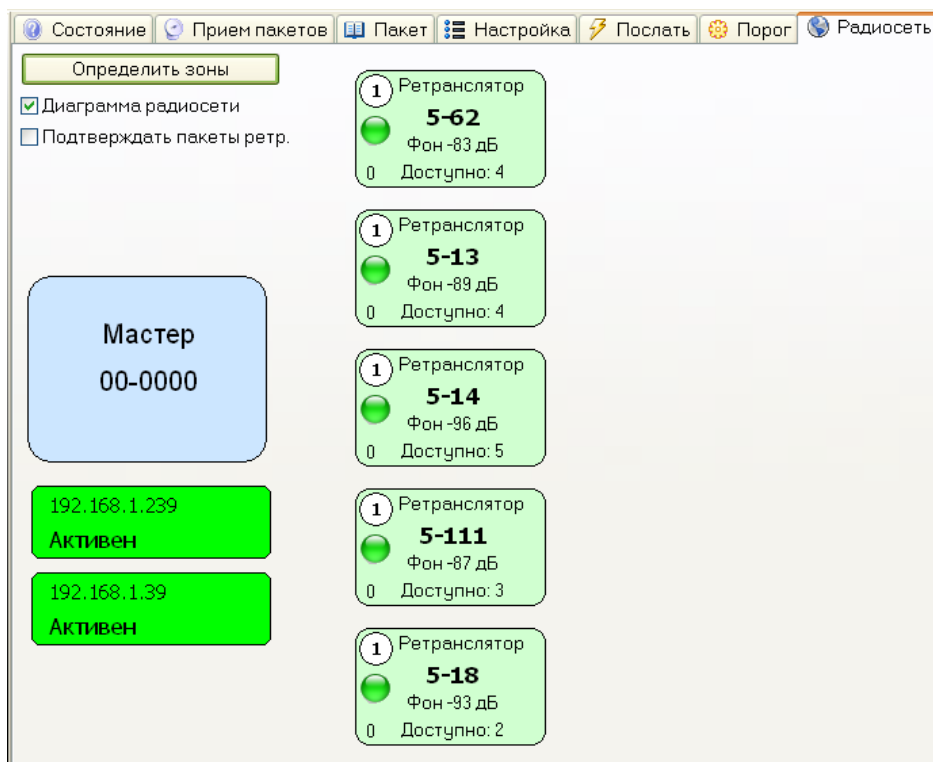 Состояние Прием пакетов Пакет Настройка Послать Порог Радиосеть
Определить зоны
Диаграмма радиосети
Подтверждать пакеты ретр.
Мастер
00-0000
192.168.1.239
Активен
192.168.1.39
Активен
1 Ретранслятор
5-62
Фон -83 дБ
0 Доступно: 4
1 Ретранслятор
5-13
Фон -89 дБ
0 Доступно: 4
1 Ретранслятор
5-14
Фон -96 дБ
0 Доступно: 5
1 Ретранслятор
5-111
Фон -87 дБ
0 Доступно: 3
1 Ретранслятор
5-18
Фон -93 дБ
0 Доступно: 2